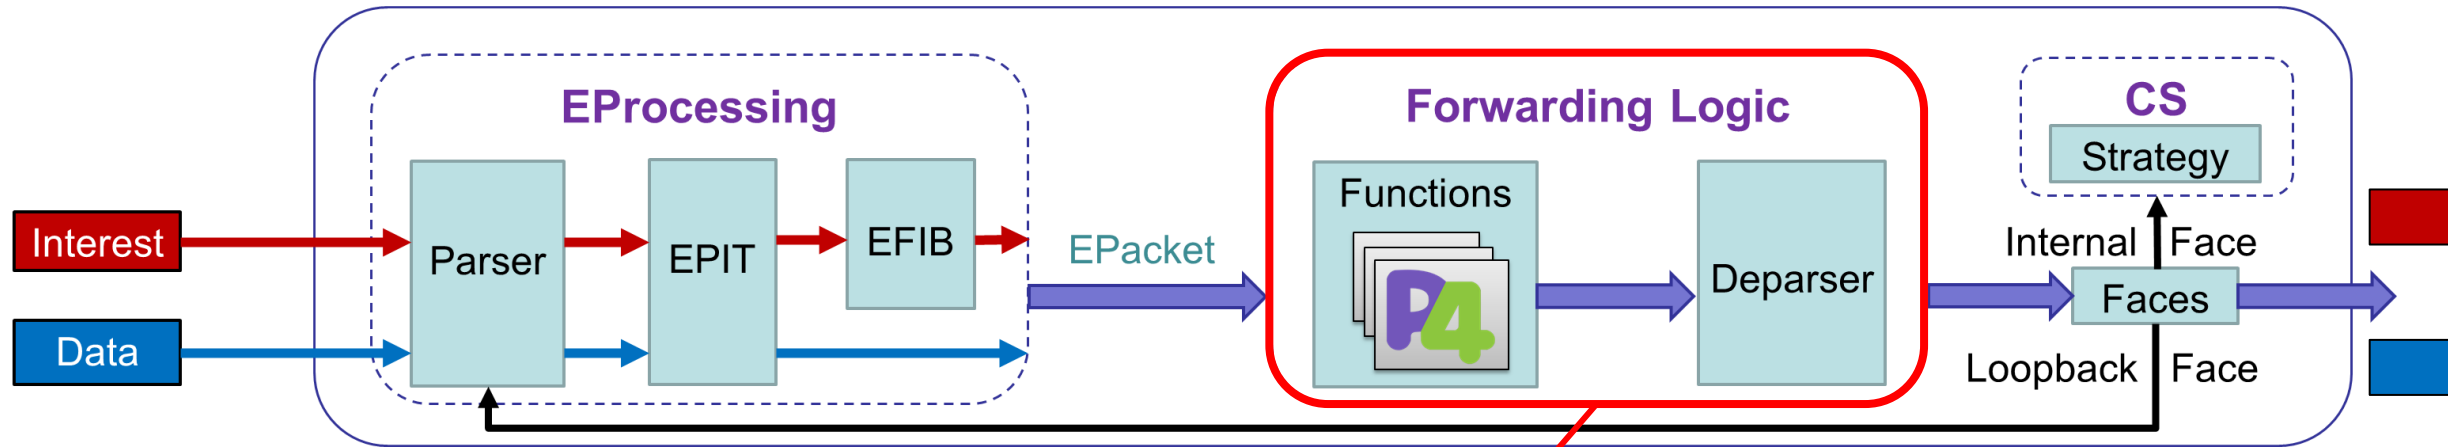 EProcessing
Forwarding Logic
CS
Strategy
Interest
Data
Parser
EPIT
EFIB
EPacket
Functions
P4
Deparser
Internal Face
Faces
Loopback Face